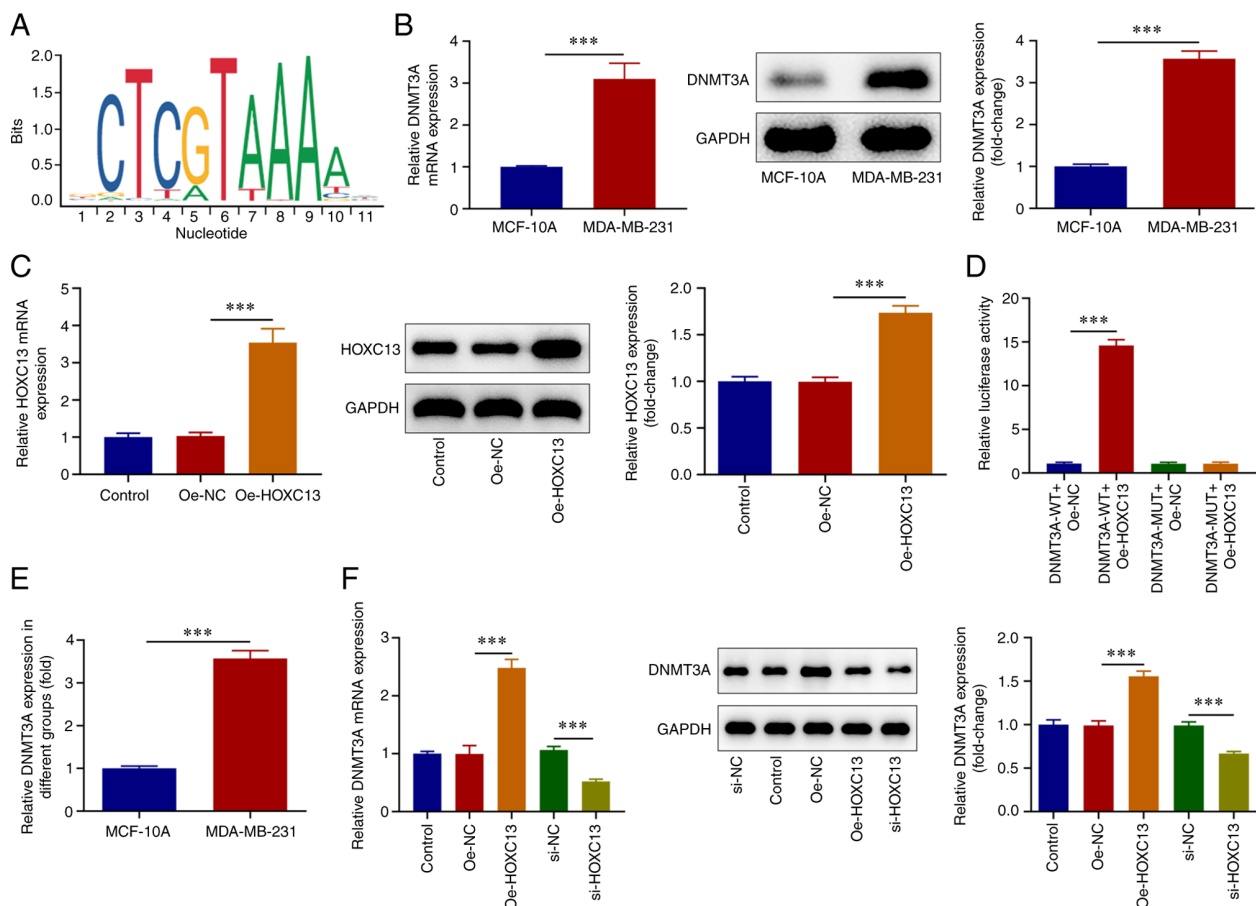 A
2.0
1.5
1.0
0.5
0.0
Bits
CTCGTAAAA
A
T
T
C
1 2 3 4 5 6 7 8 9 10 11
Nucleotide
B
Relative DNMT3A
mRNA expression
4
3
2
1
0
***
MCF-10A MDA-MB-231
DNMT3A
GAPDH
MCF-10A MDA-MB-231
Relative DNMT3A expression
(fold-change)
4
3
2
1
0
***
MCF-10A MDA-MB-231
C
Relative HOXC13 mRNA
expression
5
4
3
2
1
0
***
Control Oe-NC Oe-HOXC13
HOXC13
GAPDH
Control
Oe-NC
Oe-HOXC13
Relative HOXC13 expression
(fold-change)
2.0
1.5
1.0
0.5
0.0
***
Control
Oe-NC
Oe-HOXC13
D
Relative luciferase activity
20
15
10
5
0
***
DNMT3A-WT+
Oe-NC
DNMT3A-WT+
Oe-HOXC13
DNMT3A-MUT+
Oe-NC
DNMT3A-MUT+
Oe-HOXC13
E
Relative DNMT3A expression in
different groups (fold)
4
3
2
1
0
***
MCF-10A MDA-MB-231
F
Relative DNMT3A mRNA expression
3
2
1
0
***
***
Control
Oe-NC
Oe-HOXC13
si-NC
si-HOXC13
DNMT3A
GAPDH
si-NC
Control
Oe-NC
Oe-HOXC13
si-HOXC13
Relative DNMT3A expression
(fold-change)
2.0
1.5
1.0
0.5
0.0
***
***
Control
Oe-NC
Oe-HOXC13
si-NC
si-HOXC13